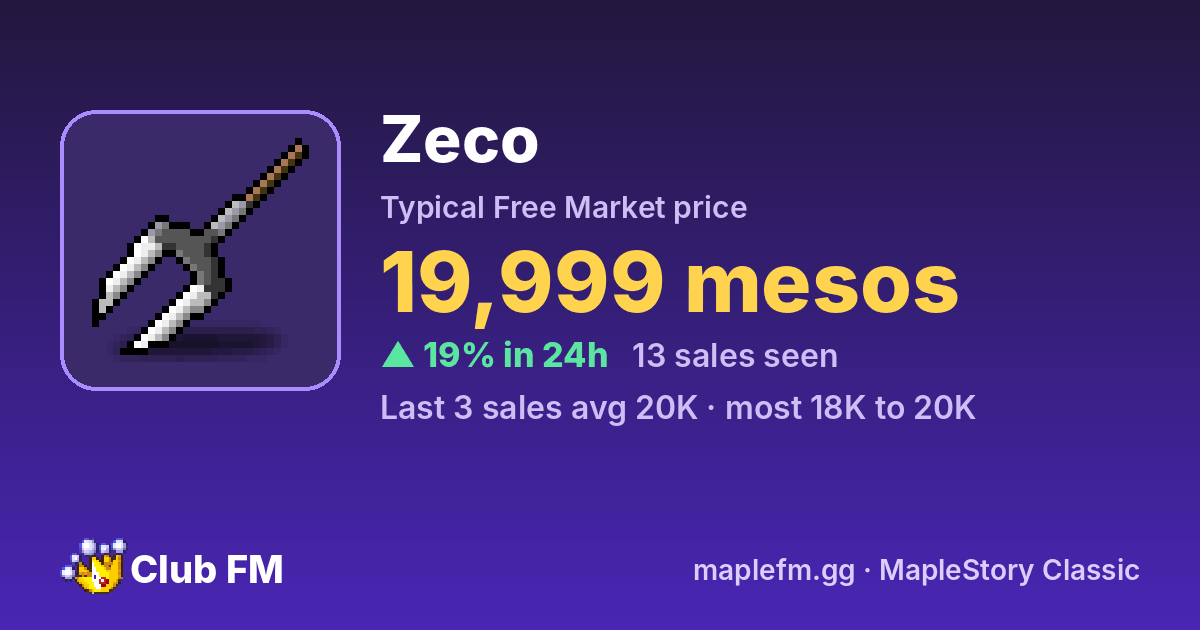 Zeco
Typical Free Market price
19,999 mesos
▲ 19% in 24h 13 sales seen
Last 3 sales avg 20K · most 18K to 20K
Club FM
maplefm.gg · MapleStory Classic